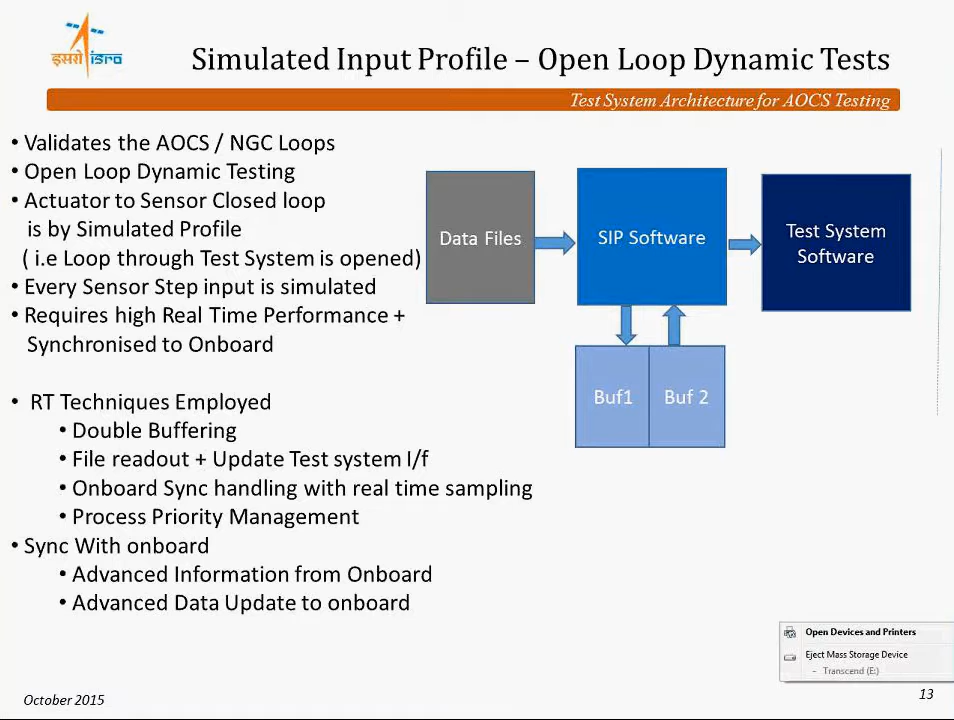 इसरो isro
Simulated Input Profile – Open Loop Dynamic Tests
Test System Architecture for AOCS Testing
• Validates the AOCS / NGC Loops
• Open Loop Dynamic Testing
• Actuator to Sensor Closed loop
is by Simulated Profile
( i.e Loop through Test System is opened)
• Every Sensor Step input is simulated
• Requires high Real Time Performance +
Synchronised to Onboard
• RT Techniques Employed
• Double Buffering
• File readout + Update Test system I/f
• Onboard Sync handling with real time sampling
• Process Priority Management
• Sync With onboard
• Advanced Information from Onboard
• Advanced Data Update to onboard
Data Files
SIP Software
Test System
Software
Buf1
Buf 2
Open Devices and Printers
Eject Mass Storage Device
- Transcend (E:)
October 2015
13